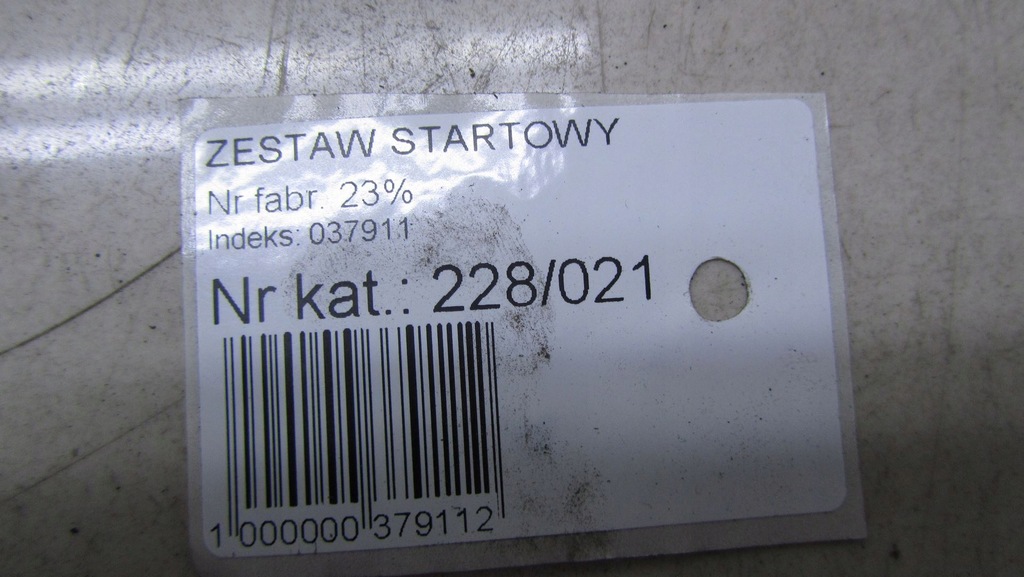 ZESTAW STARTOWY
Nr fabr. 23%
Indeks: 037911
Nr kat.: 228/021
1 000000 379112